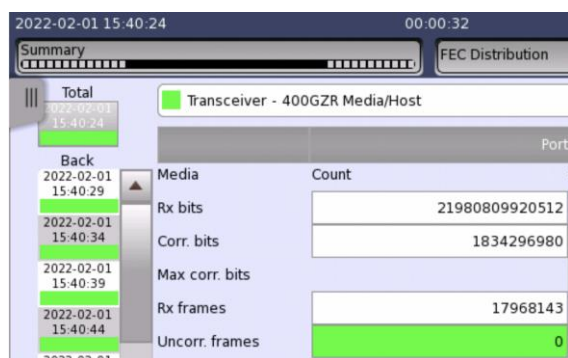 2022-02-01 15:40:24 00:00:32
Summary
FEC Distribution
Total
2022-02-01
15:40:24
Back
2022-02-01
15:40:29
2022-02-01
15:40:34
2022-02-01
15:40:39
2022-02-01
15:40:44
2022-02-01
Transceiver - 400GZR Media/Host
Port
Media Count
Rx bits 21980809920512
Corr. bits 1834296980
Max corr. bits
Rx frames 17968143
Uncorr. frames 0